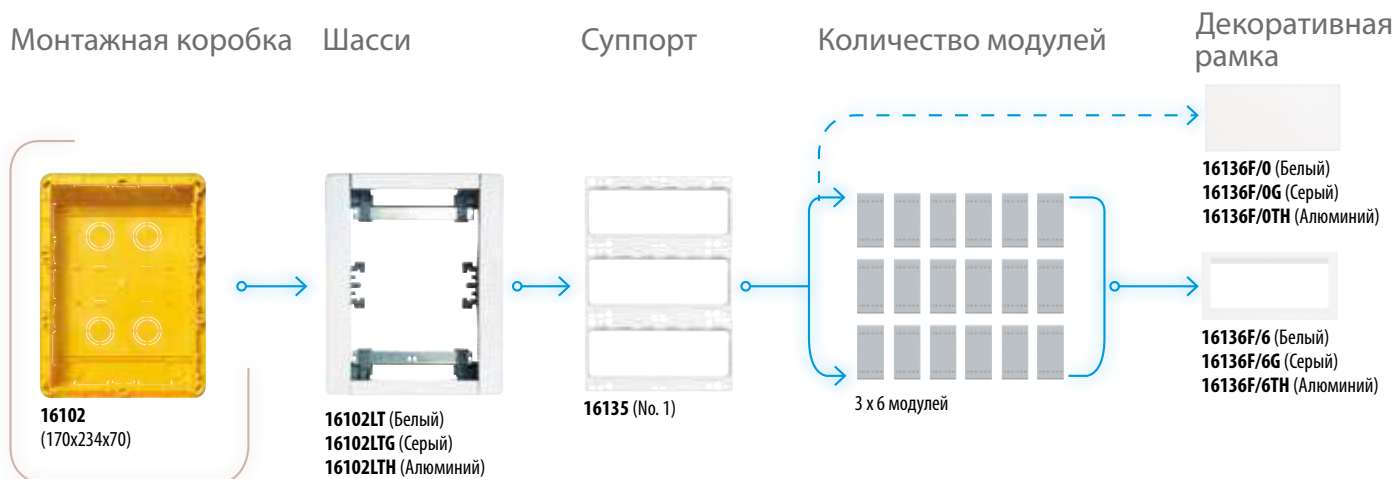 Монтажная коробка
Шасси
Суппорт
Количество модулей
Декоративная
рамка
16102
(170x234x70)
16102LT (Белый)
16102LTG (Серый)
16102LTH (Алюминий)
16135 (No. 1)
3 x 6 модулей
16136F/0 (Белый)
16136F/0G (Серый)
16136F/0TH (Алюминий)
16136F/6 (Белый)
16136F/6G (Серый)
16136F/6TH (Алюминий)